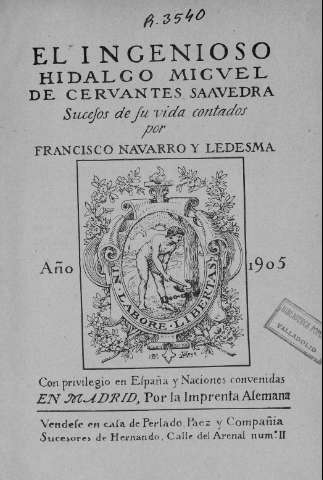 R.3540
EL INGENIOSO
HIDALGO MIGVEL
DE CERVANTES SAAVEDRA
Suceſos de ſu vida contados
por
FRANCISCO NAVARRO Y LEDESMA
IN · LABORE · LIBERTAS
Año 1905
BIBLIOTECA
VALLADOLID
Con privilegio en España y Naciones convenidas
EN MADRID, Por la Imprenta Alemana
Vendeſe en caſa de Perlado, Paez y Compañia
Suceſores de Hernando, Calle del Arenal numº. II